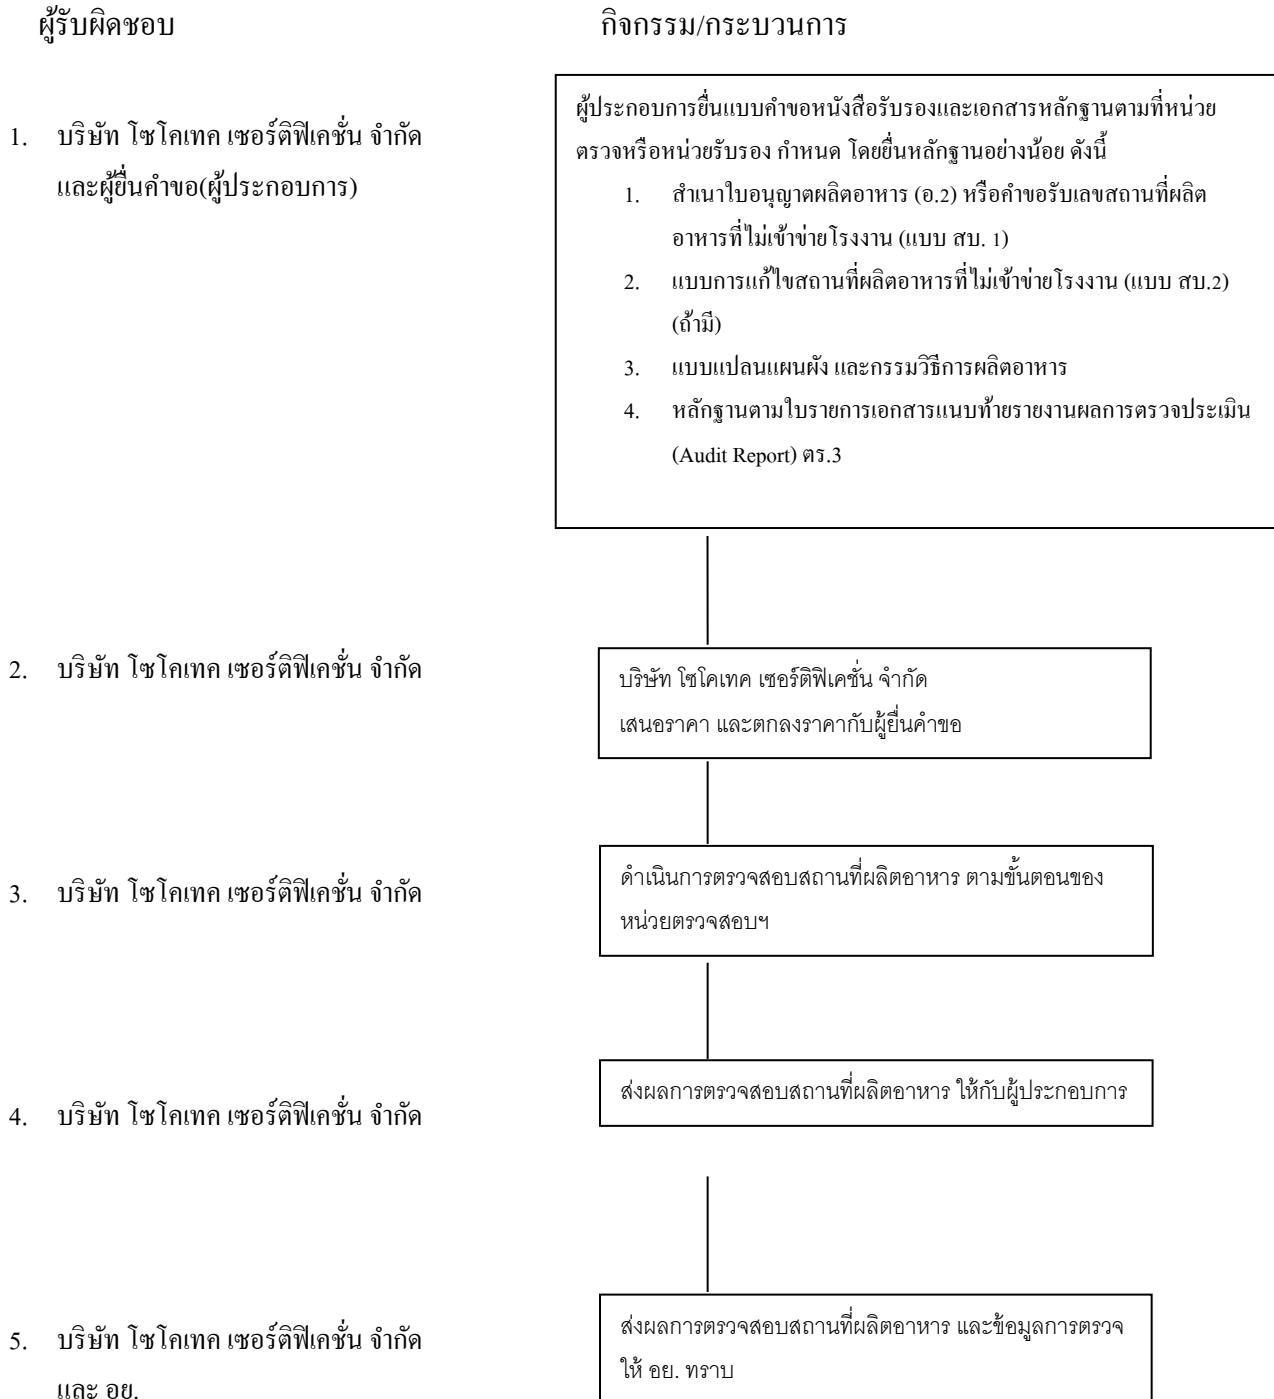 ผู้รับผิดชอบ
กิจกรรม/กระบวนการ
1. บริษัท โซโคเทค เซอร์ติฟิเคชั่น จำกัด
และผู้ยื่นคำขอ(ผู้ประกอบการ)
ผู้ประกอบการยื่นแบบคำขอหนังสือรับรองและเอกสารหลักฐานตามที่หน่วย
ตรวจหรือหน่วยรับรอง กำหนด โดยยื่นหลักฐานอย่างน้อย ดังนี้
1. สำเนาใบอนุญาตผลิตอาหาร (อ.2) หรือคำขอรับเลขสถานที่ผลิต
อาหารที่ไม่เข้าข่ายโรงงาน (แบบ สบ. 1)
2. แบบการแก้ไขสถานที่ผลิตอาหารที่ไม่เข้าข่ายโรงงาน (แบบ สบ.2)
(ถ้ามี)
3. แบบแปลนแผนผัง และกรรมวิธีการผลิตอาหาร
4. หลักฐานตามใบรายการเอกสารแนบท้ายรายงานผลการตรวจประเมิน
(Audit Report) ตร.3
2. บริษัท โซโคเทค เซอร์ติฟิเคชั่น จำกัด
บริษัท โซโคเทค เซอร์ติฟิเคชั่น จำกัด
เสนอราคา และตกลงราคากับผู้ยื่นคำขอ
3. บริษัท โซโคเทค เซอร์ติฟิเคชั่น จำกัด
ดำเนินการตรวจสอบสถานที่ผลิตอาหาร ตามขั้นตอนของ
หน่วยตรวจสอบฯ
4. บริษัท โซโคเทค เซอร์ติฟิเคชั่น จำกัด
ส่งผลการตรวจสอบสถานที่ผลิตอาหาร ให้กับผู้ประกอบการ
5. บริษัท โซโคเทค เซอร์ติฟิเคชั่น จำกัด
และ อย.
ส่งผลการตรวจสอบสถานที่ผลิตอาหาร และข้อมูลการตรวจ
ให้ อย. ทราบ